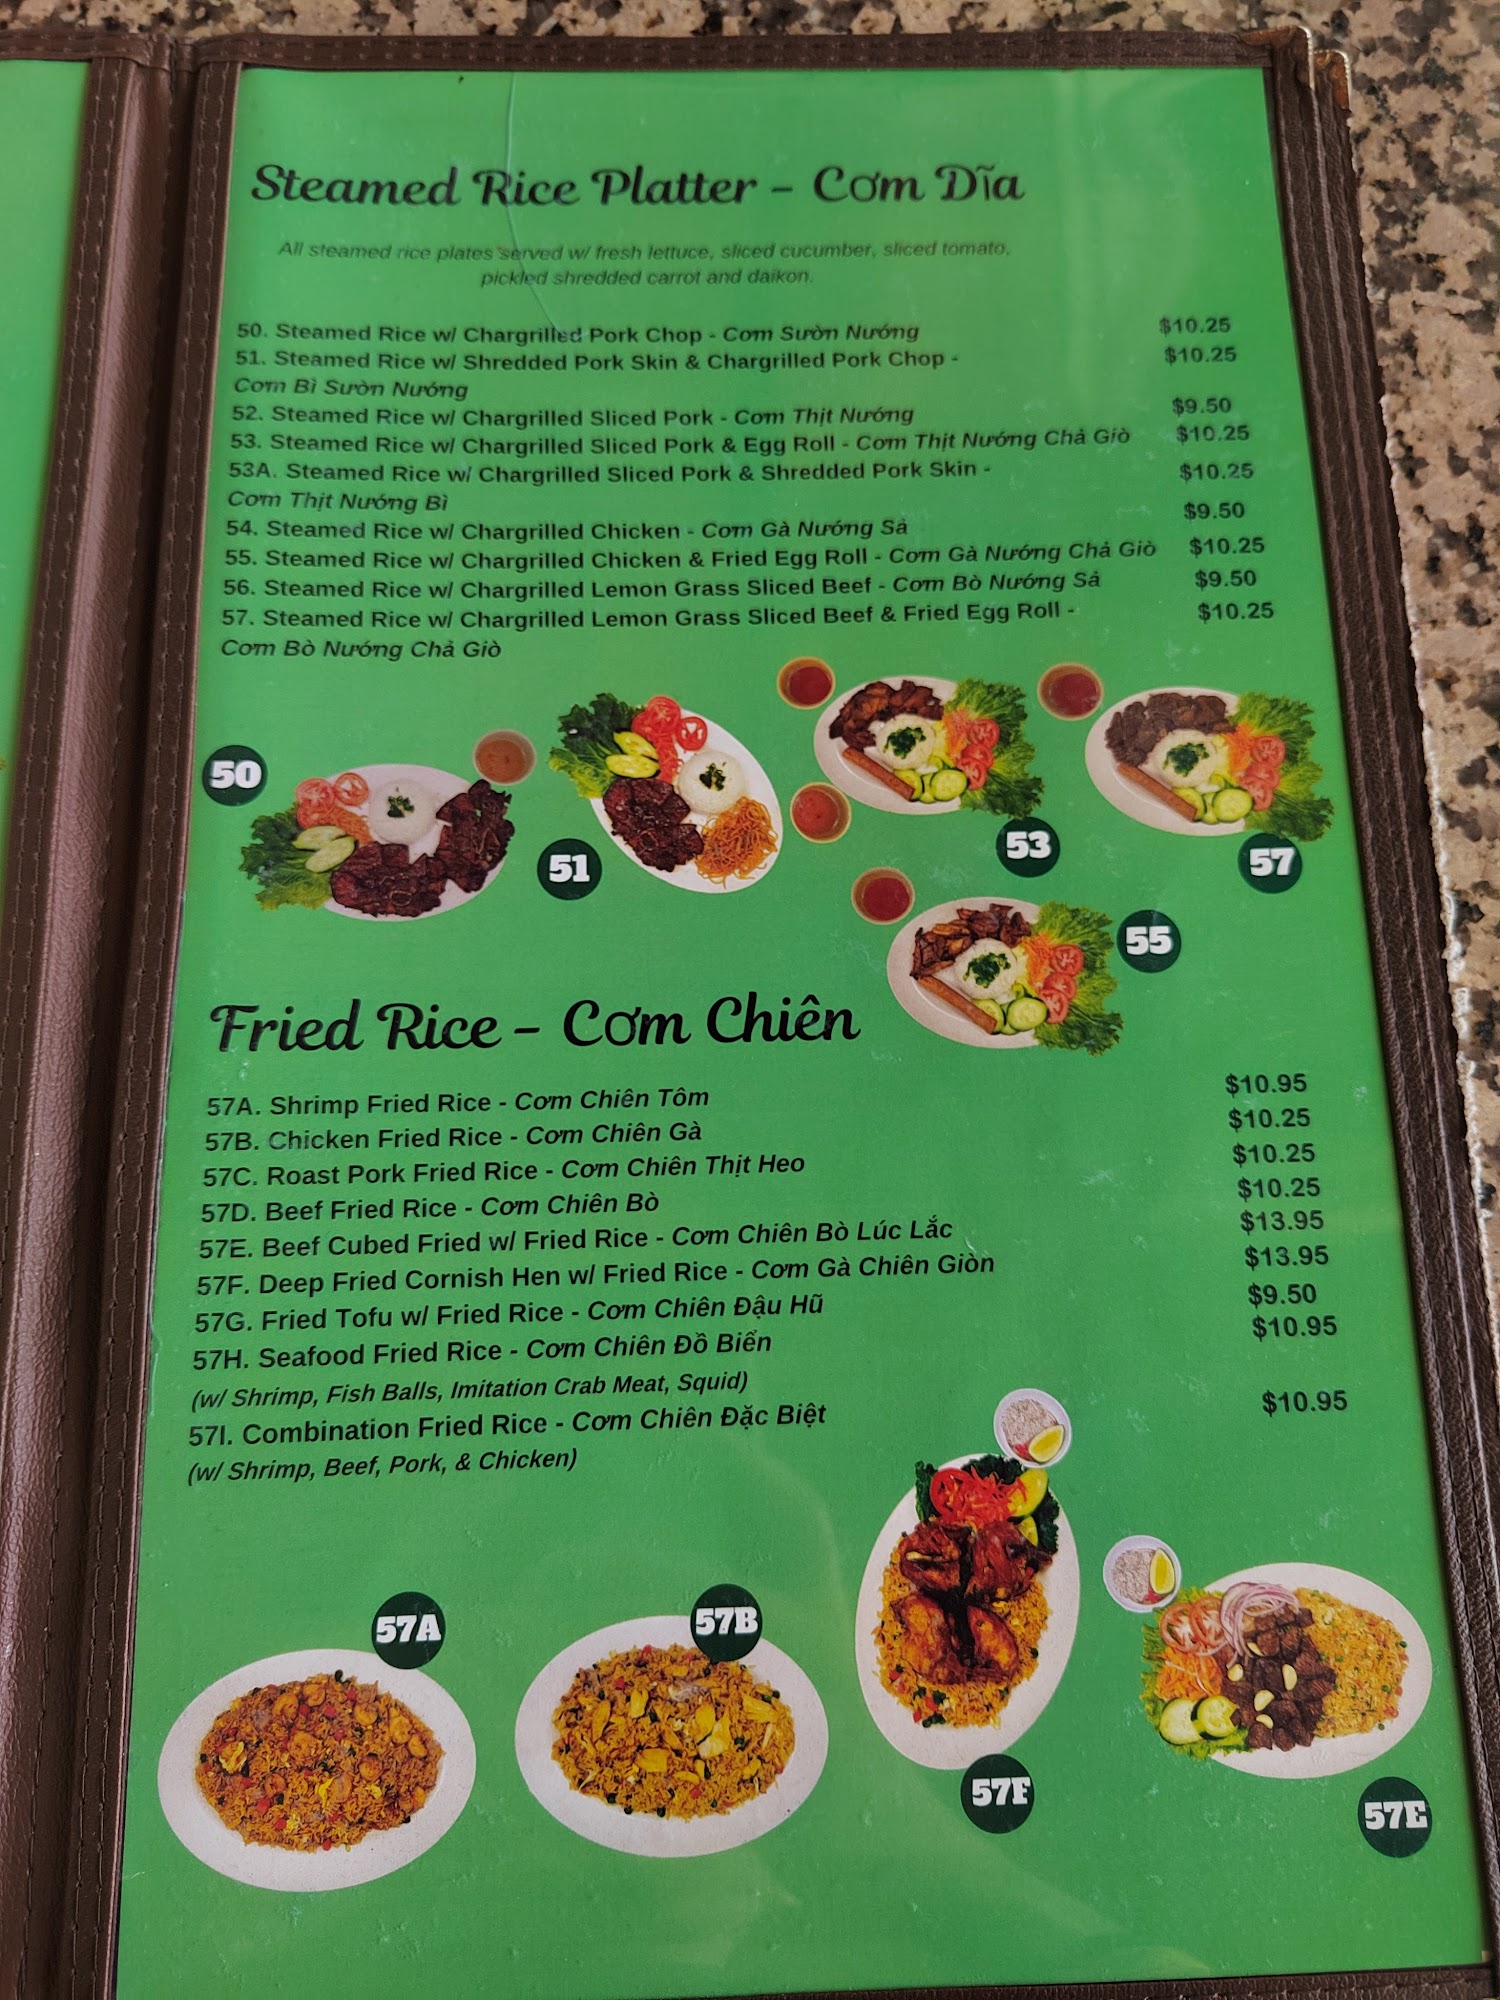 Steamed Rice Platter - Cơm Dĩa
All steamed rice plates served w/ fresh lettuce, sliced cucumber, sliced tomato,
pickled shredded carrot and daikon.
50. Steamed Rice w/ Chargrilled Pork Chop - Cơm Sườn Nướng $10.25
51. Steamed Rice w/ Shredded Pork Skin & Chargrilled Pork Chop - $10.25
Cơm Bì Sườn Nướng
52. Steamed Rice w/ Chargrilled Sliced Pork - Cơm Thịt Nướng $9.50
53. Steamed Rice w/ Chargrilled Sliced Pork & Egg Roll - Cơm Thịt Nướng Chả Giò $10.25
53A. Steamed Rice w/ Chargrilled Sliced Pork & Shredded Pork Skin - $10.25
Cơm Thịt Nướng Bì
54. Steamed Rice w/ Chargrilled Chicken - Cơm Gà Nướng Sả $9.50
55. Steamed Rice w/ Chargrilled Chicken & Fried Egg Roll - Cơm Gà Nướng Chả Giò $10.25
56. Steamed Rice w/ Chargrilled Lemon Grass Sliced Beef - Cơm Bò Nướng Sả $9.50
57. Steamed Rice w/ Chargrilled Lemon Grass Sliced Beef & Fried Egg Roll - $10.25
Cơm Bò Nướng Chả Giò
50
51
53
57
55
Fried Rice - Cơm Chiên
57A. Shrimp Fried Rice - Cơm Chiên Tôm $10.95
57B. Chicken Fried Rice - Cơm Chiên Gà $10.25
57C. Roast Pork Fried Rice - Cơm Chiên Thịt Heo $10.25
57D. Beef Fried Rice - Cơm Chiên Bò $10.25
57E. Beef Cubed Fried w/ Fried Rice - Cơm Chiên Bò Lúc Lắc $13.95
57F. Deep Fried Cornish Hen w/ Fried Rice - Cơm Gà Chiên Giòn $13.95
57G. Fried Tofu w/ Fried Rice - Cơm Chiên Đậu Hũ $9.50
57H. Seafood Fried Rice - Cơm Chiên Đồ Biển $10.95
(w/ Shrimp, Fish Balls, Imitation Crab Meat, Squid)
57I. Combination Fried Rice - Cơm Chiên Đặc Biệt $10.95
(w/ Shrimp, Beef, Pork, & Chicken)
57A
57B
57F
57E